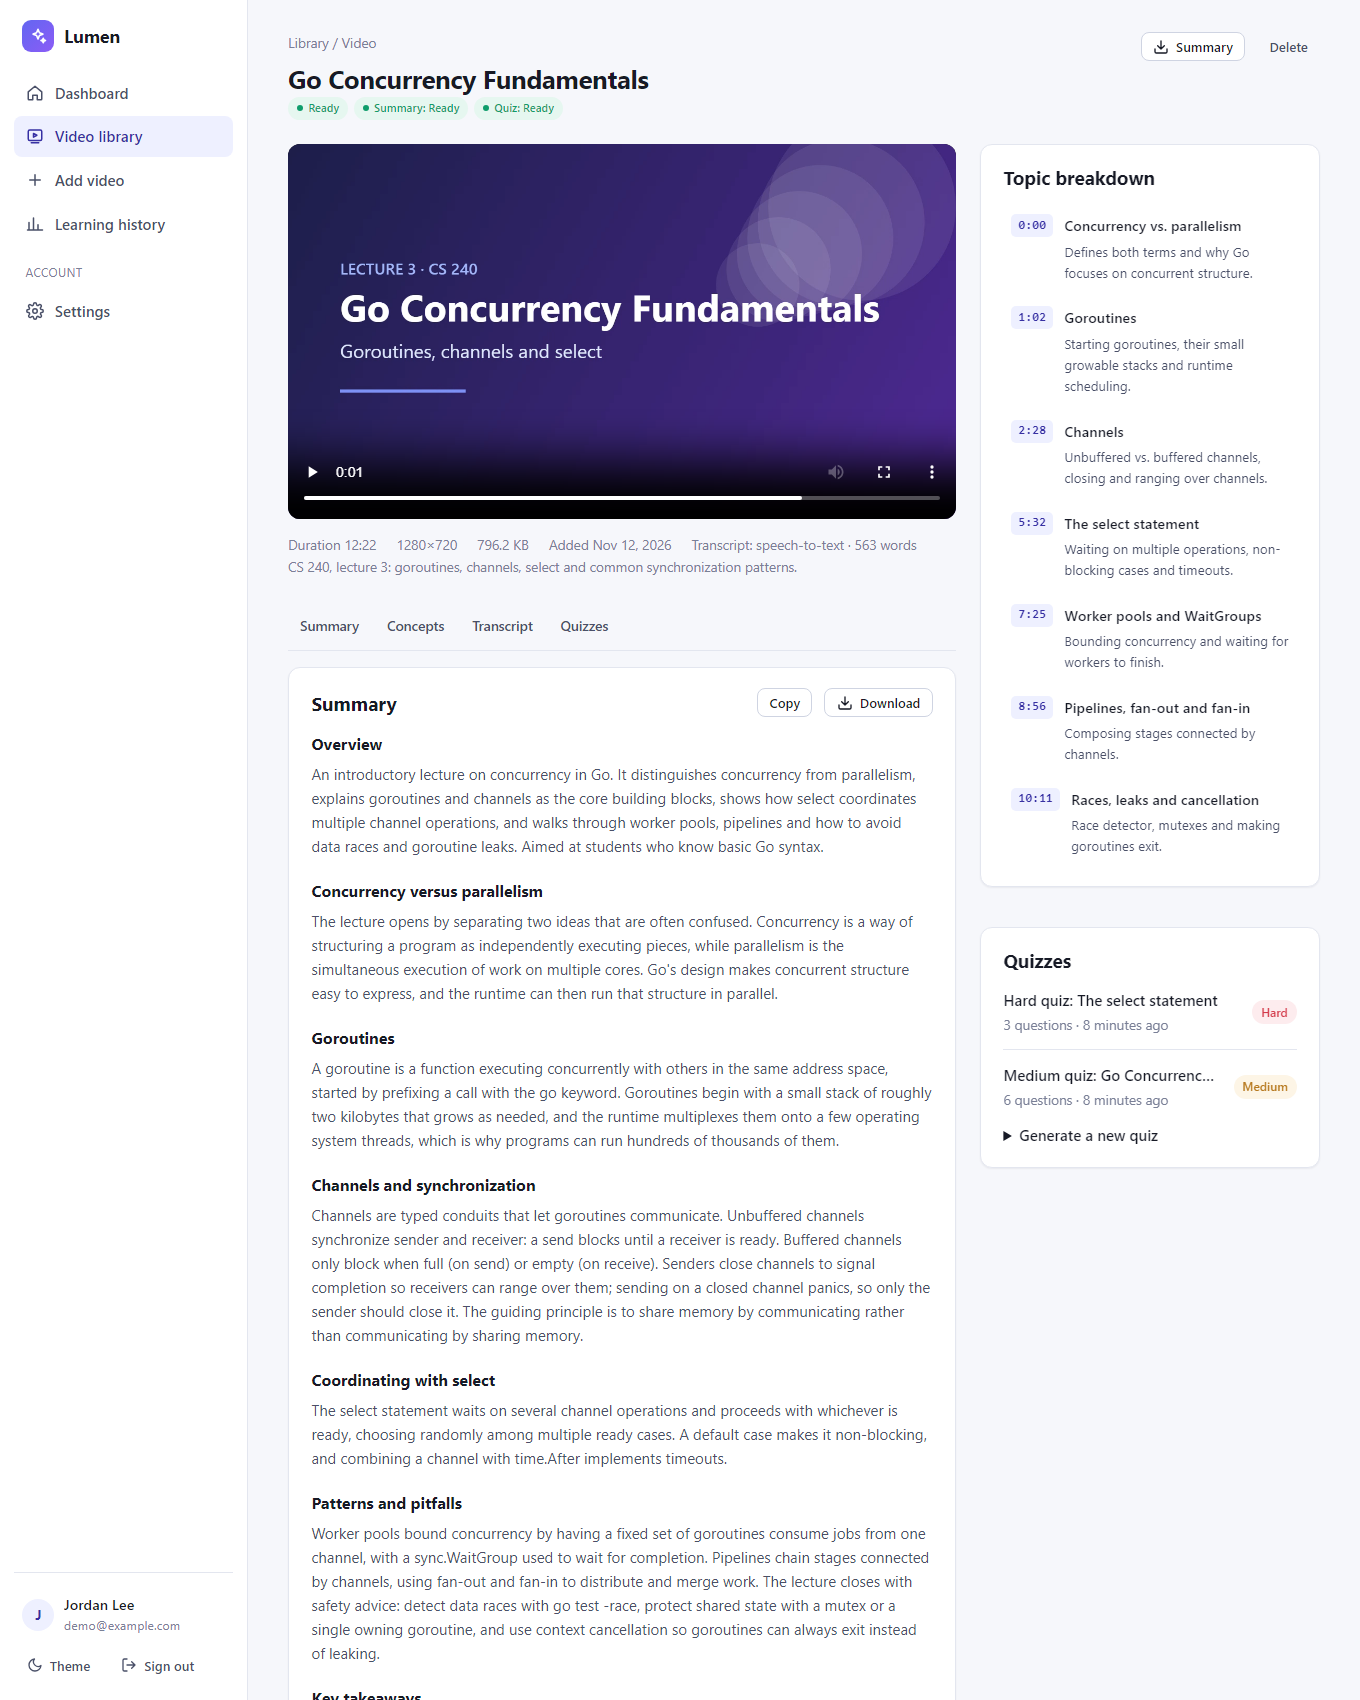 Lumen
Dashboard
Video library
Add video
Learning history
ACCOUNT
Settings
Jordan Lee
J
demo@example.com
Theme
Sign out
Library / Video
Summary
Delete
Go Concurrency Fundamentals
Ready
Summary: Ready
Quiz: Ready
LECTURE 3 · CS 240
Go Concurrency Fundamentals
Goroutines, channels and select
0:01
Duration 12:22 1280×720 796.2 KB Added Nov 12, 2026 Transcript: speech-to-text · 563 words
CS 240, lecture 3: goroutines, channels, select and common synchronization patterns.
Summary Concepts Transcript Quizzes
Summary
Copy
Download
Overview
An introductory lecture on concurrency in Go. It distinguishes concurrency from parallelism,
explains goroutines and channels as the core building blocks, shows how select coordinates
multiple channel operations, and walks through worker pools, pipelines and how to avoid
data races and goroutine leaks. Aimed at students who know basic Go syntax.
Concurrency versus parallelism
The lecture opens by separating two ideas that are often confused. Concurrency is a way of
structuring a program as independently executing pieces, while parallelism is the
simultaneous execution of work on multiple cores. Go's design makes concurrent structure
easy to express, and the runtime can then run that structure in parallel.
Goroutines
A goroutine is a function executing concurrently with others in the same address space,
started by prefixing a call with the go keyword. Goroutines begin with a small stack of roughly
two kilobytes that grows as needed, and the runtime multiplexes them onto a few operating
system threads, which is why programs can run hundreds of thousands of them.
Channels and synchronization
Channels are typed conduits that let goroutines communicate. Unbuffered channels
synchronize sender and receiver: a send blocks until a receiver is ready. Buffered channels
only block when full (on send) or empty (on receive). Senders close channels to signal
completion so receivers can range over them; sending on a closed channel panics, so only the
sender should close it. The guiding principle is to share memory by communicating rather
than communicating by sharing memory.
Coordinating with select
The select statement waits on several channel operations and proceeds with whichever is
ready, choosing randomly among multiple ready cases. A default case makes it non-blocking,
and combining a channel with time.After implements timeouts.
Patterns and pitfalls
Worker pools bound concurrency by having a fixed set of goroutines consume jobs from one
channel, with a sync.WaitGroup used to wait for completion. Pipelines chain stages connected
by channels, using fan-out and fan-in to distribute and merge work. The lecture closes with
safety advice: detect data races with go test -race, protect shared state with a mutex or a
single owning goroutine, and use context cancellation so goroutines can always exit instead
of leaking.
Key takeaways
Topic breakdown
0:00 Concurrency vs. parallelism
Defines both terms and why Go
focuses on concurrent structure.
1:02 Goroutines
Starting goroutines, their small
growable stacks and runtime
scheduling.
2:28 Channels
Unbuffered vs. buffered channels,
closing and ranging over channels.
5:32 The select statement
Waiting on multiple operations, non-
blocking cases and timeouts.
7:25 Worker pools and WaitGroups
Bounding concurrency and waiting for
workers to finish.
8:56 Pipelines, fan-out and fan-in
Composing stages connected by
channels.
10:11 Races, leaks and cancellation
Race detector, mutexes and making
goroutines exit.
Quizzes
Hard quiz: The select statement
3 questions · 8 minutes ago
Hard
Medium quiz: Go Concurrenc...
6 questions · 8 minutes ago
Medium
Generate a new quiz